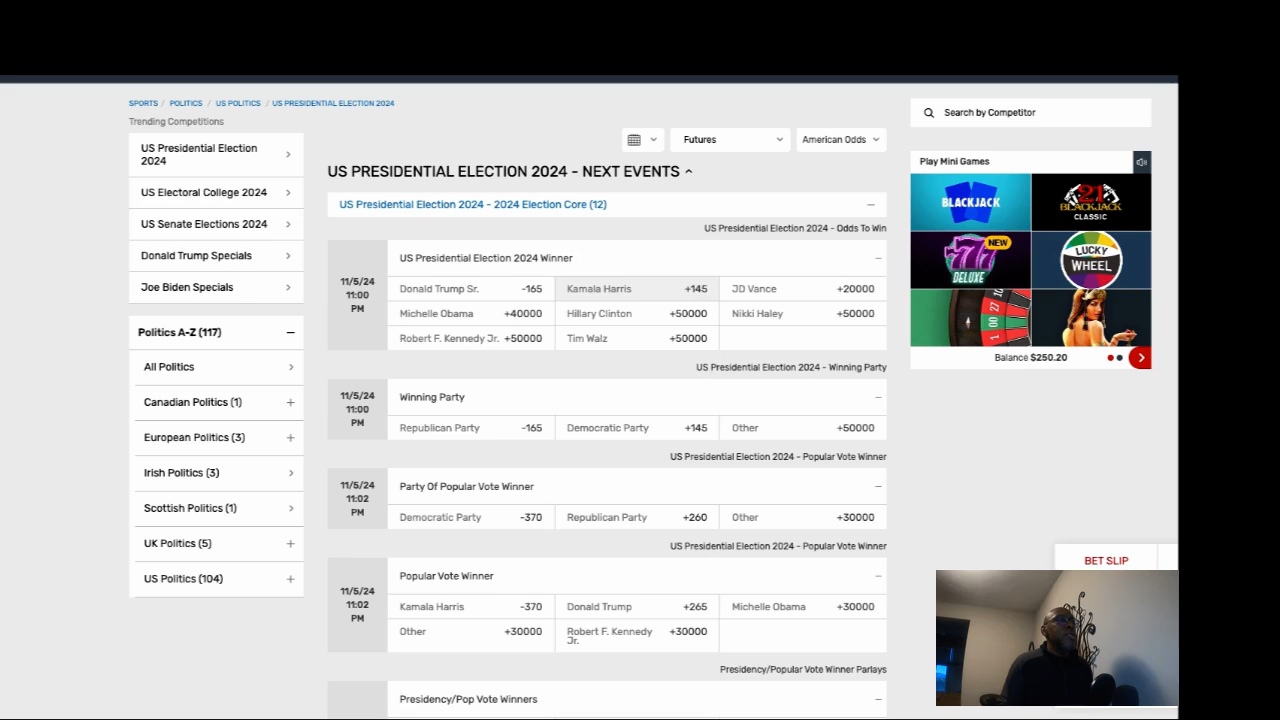 SPORTS / POLITICS / US POLITICS / US PRESIDENTIAL ELECTION 2024
Trending Competitions
US Presidential Election
2024
US Electoral College 2024
US Senate Elections 2024
Donald Trump Specials
Joe Biden Specials
Politics A-Z (117)
All Politics
Canadian Politics (1)
European Politics (3)
Irish Politics (3)
Scottish Politics (1)
UK Politics (5)
US Politics (104)
Futures
American Odds
US PRESIDENTIAL ELECTION 2024 - NEXT EVENTS
US Presidential Election 2024 - 2024 Election Core (12)
US Presidential Election 2024 - Odds To Win
11/5/24
11:00
PM
US Presidential Election 2024 Winner
Donald Trump Sr. -165 Kamala Harris +145 JD Vance +20000
Michelle Obama +40000 Hillary Clinton +50000 Nikki Haley +50000
Robert F. Kennedy Jr. +50000 Tim Walz +50000
US Presidential Election 2024 - Winning Party
11/5/24
11:00
PM
Winning Party
Republican Party -165 Democratic Party +145 Other +50000
US Presidential Election 2024 - Popular Vote Winner
11/5/24
11:02
PM
Party Of Popular Vote Winner
Democratic Party -370 Republican Party +260 Other +30000
US Presidential Election 2024 - Popular Vote Winner
11/5/24
11:02
PM
Popular Vote Winner
Kamala Harris -370 Donald Trump +265 Michelle Obama +30000
Other +30000 Robert F. Kennedy Jr. +30000
Presidency/Popular Vote Winner Parlays
Presidency/Pop Vote Winners
Search by Competitor
Play Mini Games
BLACKJACK
21
BLACKJACK
CLASSIC
777
NEW
DELUXE
LUCKY
WHEEL
Balance $250.20
BET SLIP